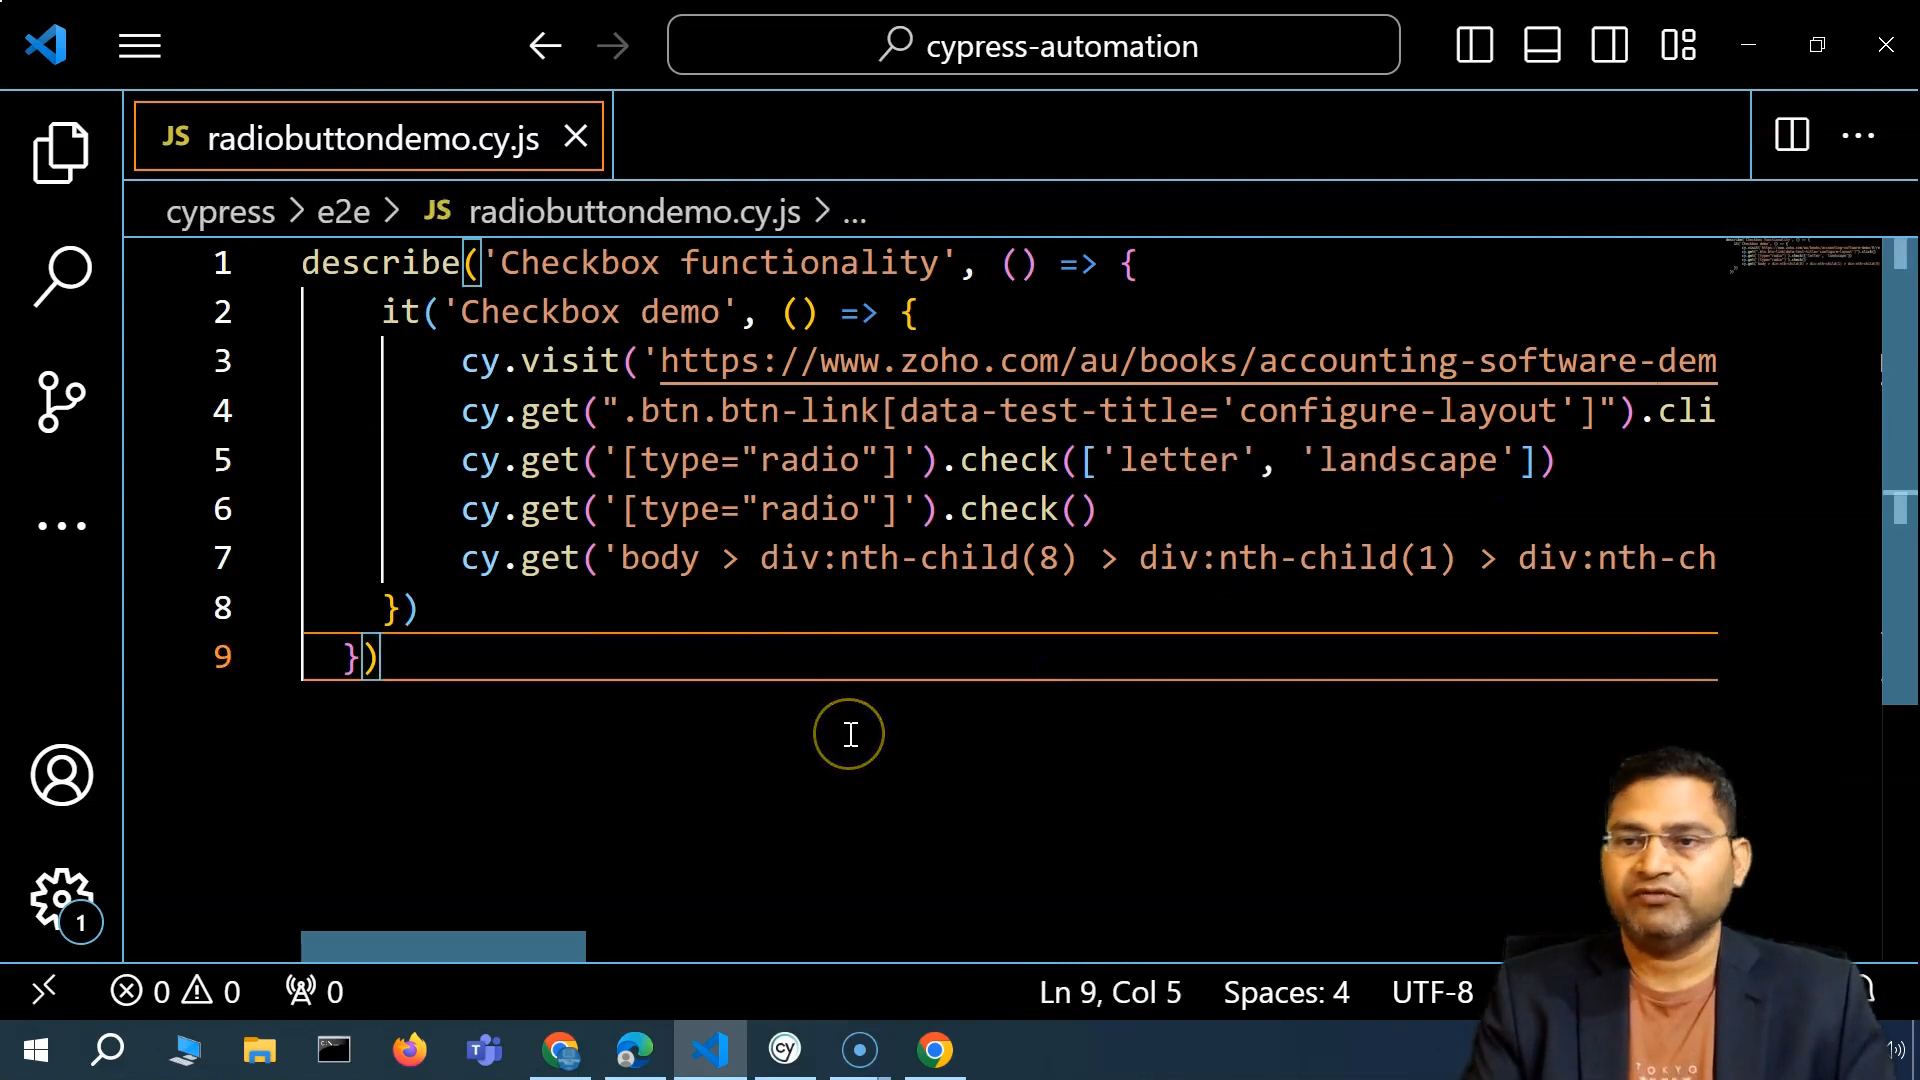 cypress-automation
JS radiobuttondemo.cy.js
cypress > e2e > JS radiobuttondemo.cy.js > ...
1 describe('Checkbox functionality', () => {
2 it('Checkbox demo', () => {
3 cy.visit('https://www.zoho.com/au/books/accounting-software-dem
4 cy.get(".btn.btn-link[data-test-title='configure-layout']").cli
5 cy.get('[type="radio"]').check(['letter', 'landscape'])
6 cy.get('[type="radio"]').check()
7 cy.get('body > div:nth-child(8) > div:nth-child(1) > div:nth-ch
8 })
9 })
1
0 0 0 Ln 9, Col 5 Spaces: 4 UTF-8
cy
TOKYO